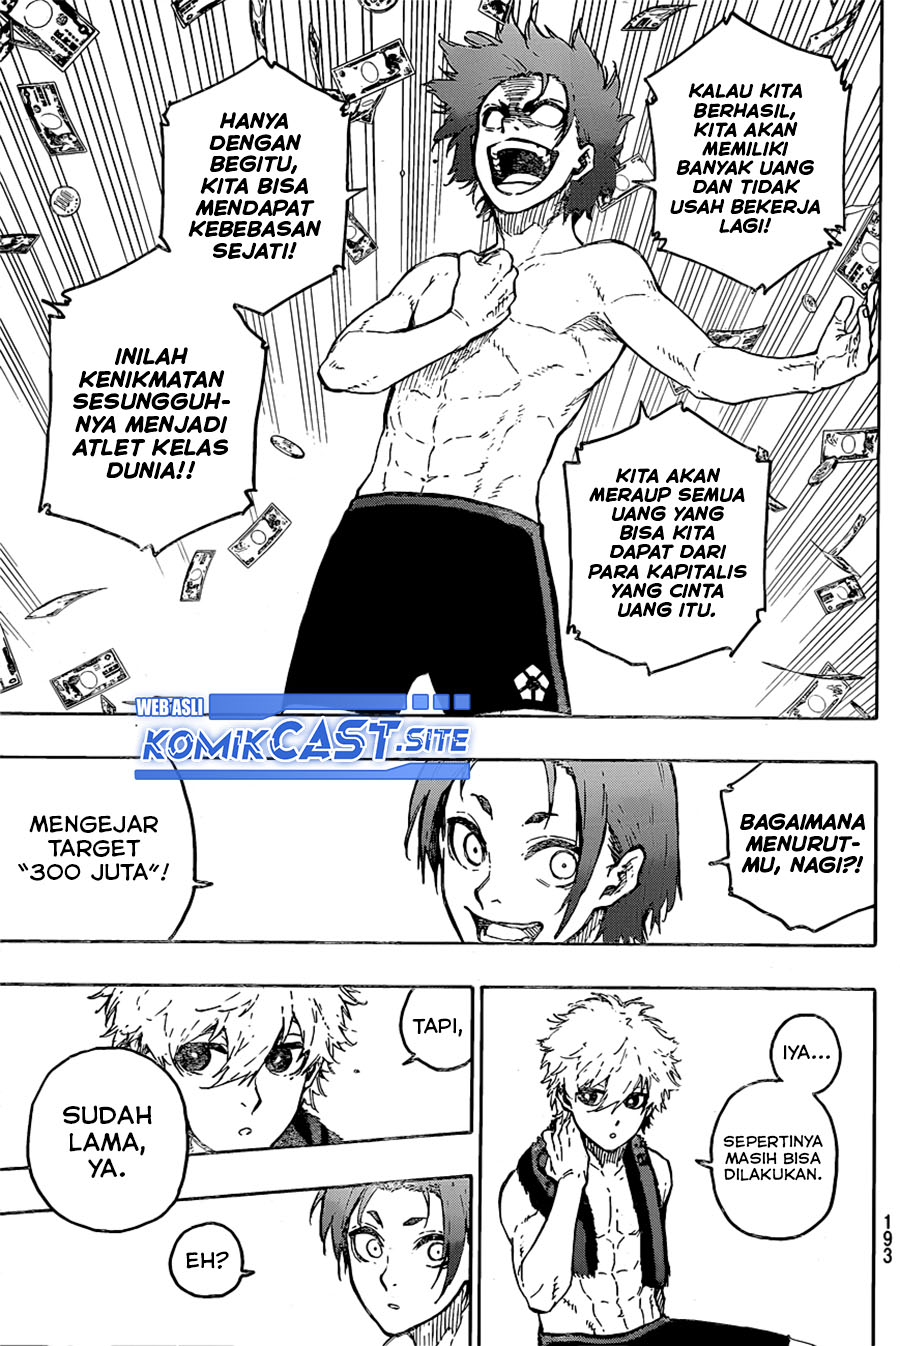 KALAU KITA
BERHASIL,
KITA AKAN
MEMILIKI
BANYAK UANG
DAN TIDAK
USAH BEKERJA
LAGI!
HANYA
DENGAN
BEGITU,
KITA BISA
MENDAPAT
KEBEBASAN
SEJATI!
INILAH
KENIKMATAN
SESUNGGUH-
NYA MENJADI
ATLET KELAS
DUNIA!!
KITA AKAN
MERAUP SEMUA
UANG YANG
BISA KITA
DAPAT DARI
PARA KAPITALIS
YANG CINTA
UANG ITU.
WEB ASLI
KOMIKCAST.SITE
BAGAIMANA
MENURUT-
MU, NAGI?!
MENGEJAR
TARGET
“300 JUTA”!
IYA...
SEPERTINYA
MASIH BISA
DILAKUKAN.
TAPI,
SUDAH
LAMA,
YA.
EH?
193